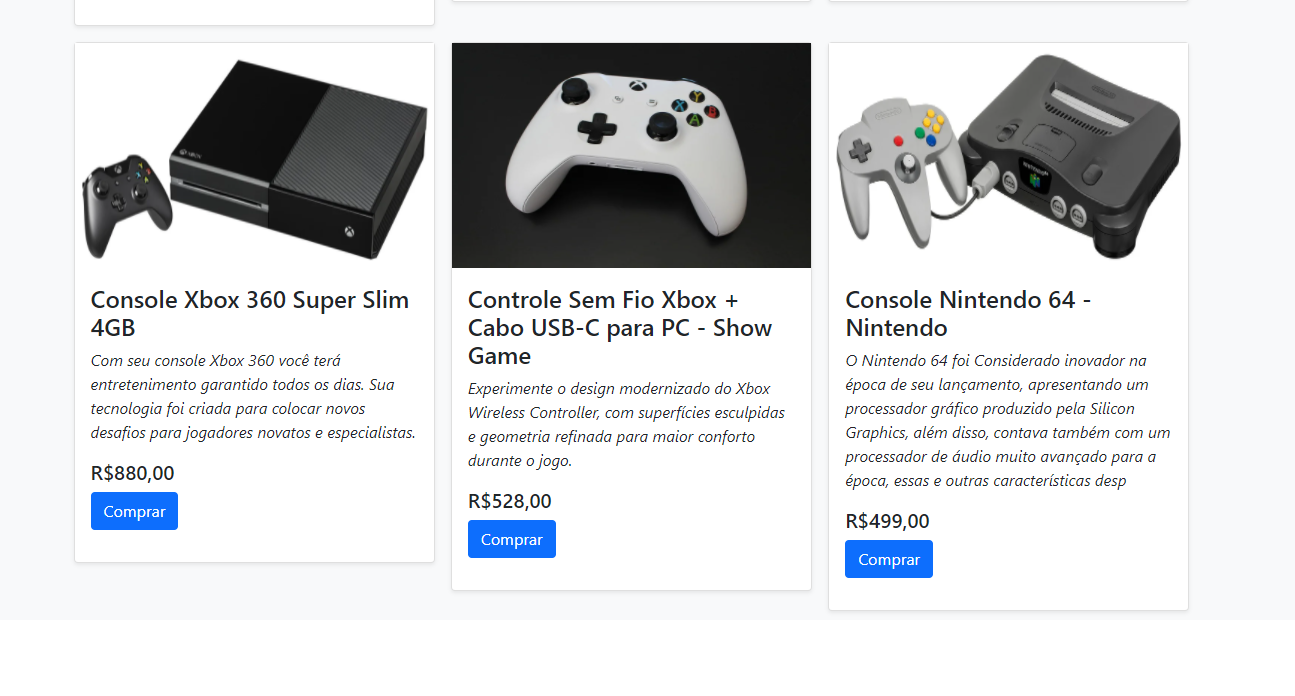 Console Xbox 360 Super Slim
4GB
Com seu console Xbox 360 você terá
entretenimento garantido todos os dias. Sua
tecnologia foi criada para colocar novos
desafios para jogadores novatos e especialistas.
R$880,00
Comprar
Controle Sem Fio Xbox +
Cabo USB-C para PC - Show
Game
Experimente o design modernizado do Xbox
Wireless Controller, com superfícies esculpidas
e geometria refinada para maior conforto
durante o jogo.
R$528,00
Comprar
Console Nintendo 64 -
Nintendo
O Nintendo 64 foi Considerado inovador na
época de seu lançamento, apresentando um
processador gráfico produzido pela Silicon
Graphics, além disso, contava também com um
processador de áudio muito avançado para a
época, essas e outras características desp
R$499,00
Comprar